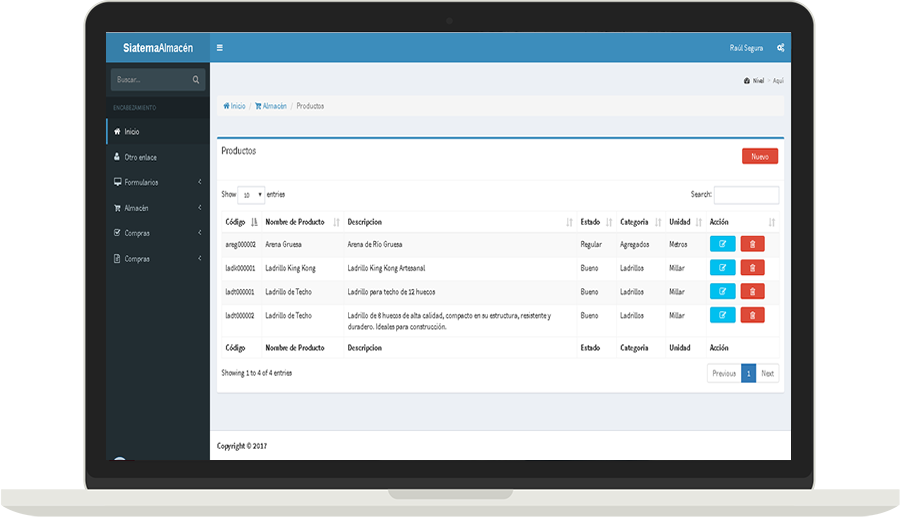 SiatemaAlmacén
Raúl Segura
Buscar...
Nivel > Aquí
ENCABEZAMIENTO
Inicio / Almacén / Productos
Inicio
Otro enlace
Formularios
Almacén
Compras
Compras
Productos
Nuevo
Show 10 entries
Search:
Código Nombre de Producto Descripcion Estado Categoria Unidad Acción
areg000002 Arena Gruesa Arena de Río Gruesa Regular Agregados Metros
ladk000001 Ladrillo King Kong Ladrillo King Kong Artesanal Bueno Ladrillos Millar
ladt000001 Ladrillo de Techo Ladrillo para techo de 12 huecos Bueno Ladrillos Millar
ladt000002 Ladrillo de Techo Ladrillo de 8 huecos de alta calidad, compacto en su estructura, resistente y Bueno Ladrillos Millar
duradero. Ideales para construcción.
Código Nombre de Producto Descripcion Estado Categoria Unidad Acción
Showing 1 to 4 of 4 entries
Previous 1 Next
Copyright © 2017